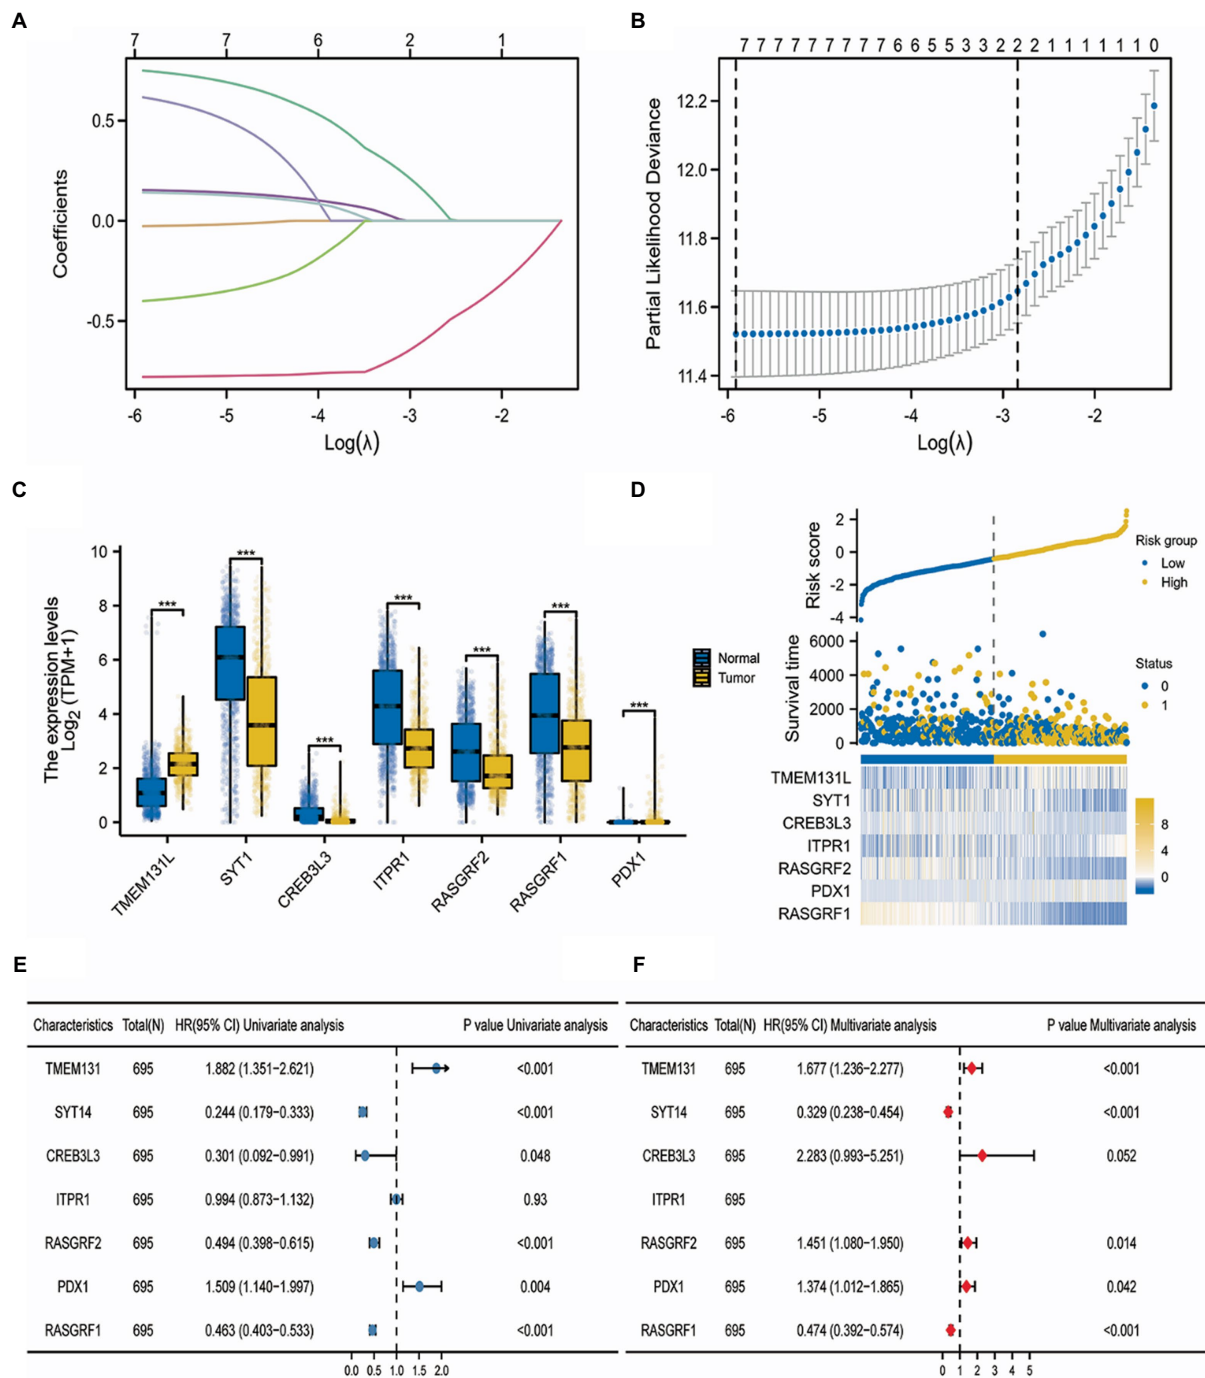 A
7 7 6 2 1
Coefficients
0.5
0.0
-0.5
-6 -5 -4 -3 -2
Log(λ)
B
7 7 7 7 7 7 7 7 7 6 6 5 5 3 3 2 2 2 1 1 1 1 1 1 0
Partial Likelihood Deviance
12.2
12.0
11.8
11.6
11.4
-6 -5 -4 -3 -2
Log(λ)
C
The expression levels
Log2 (TPM+1)
10
8
6
4
2
0
***
***
***
***
***
***
***
TMEM131L
SYT1
CREB3L3
ITPR1
RASGRF2
RASGRF1
PDX1
Normal
Tumor
D
Risk score
2
0
-2
-4
Risk group
Low
High
Survival time
6000
4000
2000
0
Status
0
1
TMEM131L
SYT1
CREB3L3
ITPR1
RASGRF2
PDX1
RASGRF1
8
4
0
E
Characteristics Total(N) HR(95% CI) Univariate analysis P value Univariate analysis
TMEM131 695 1.882 (1.351−2.621) <0.001
SYT14 695 0.244 (0.179−0.333) <0.001
CREB3L3 695 0.301 (0.092−0.991) 0.048
ITPR1 695 0.994 (0.873−1.132) 0.93
RASGRF2 695 0.494 (0.398−0.615) <0.001
PDX1 695 1.509 (1.140−1.997) 0.004
RASGRF1 695 0.463 (0.403−0.533) <0.001
0.0 0.5 1.0 1.5 2.0
F
Characteristics Total(N) HR(95% CI) Multivariate analysis P value Multivariate analysis
TMEM131 695 1.677 (1.236−2.277) <0.001
SYT14 695 0.329 (0.238−0.454) <0.001
CREB3L3 695 2.283 (0.993−5.251) 0.052
ITPR1 695
RASGRF2 695 1.451 (1.080−1.950) 0.014
PDX1 695 1.374 (1.012−1.865) 0.042
RASGRF1 695 0.474 (0.392−0.574) <0.001
0 1 2 3 4 5